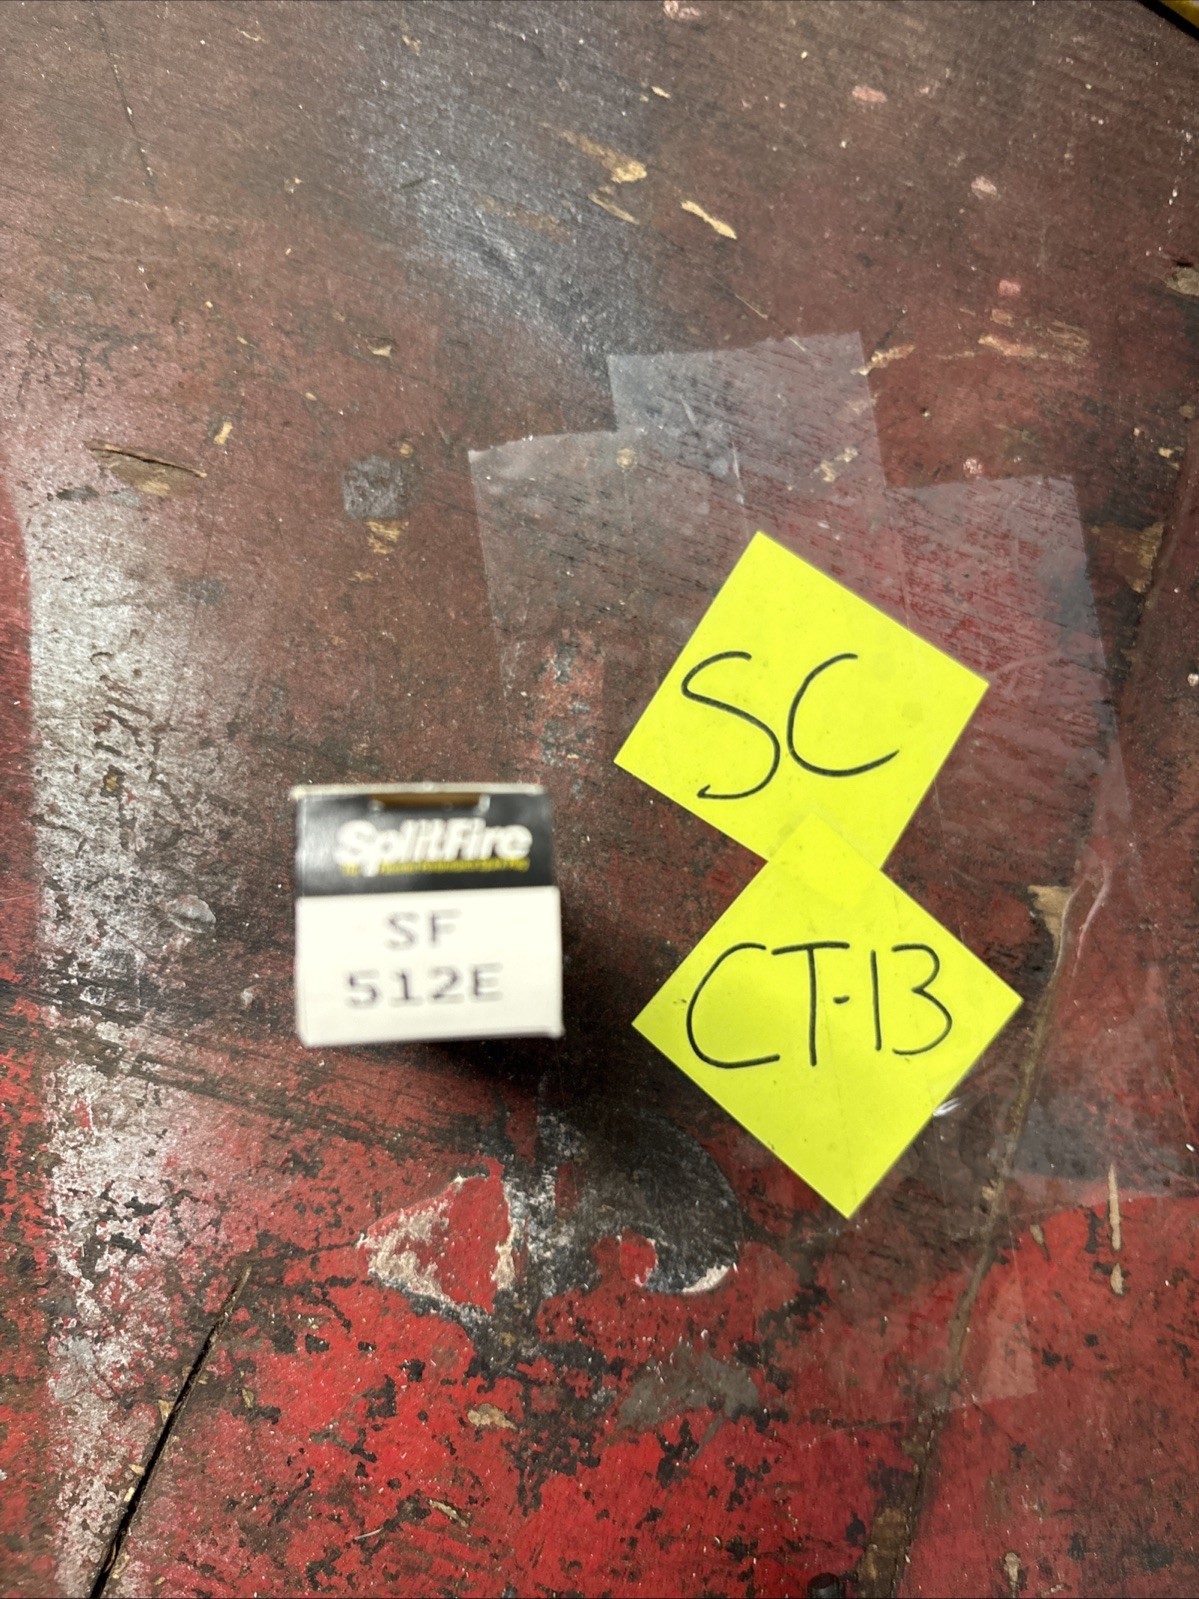 SplitFire
SF
512E
SC
CT-13